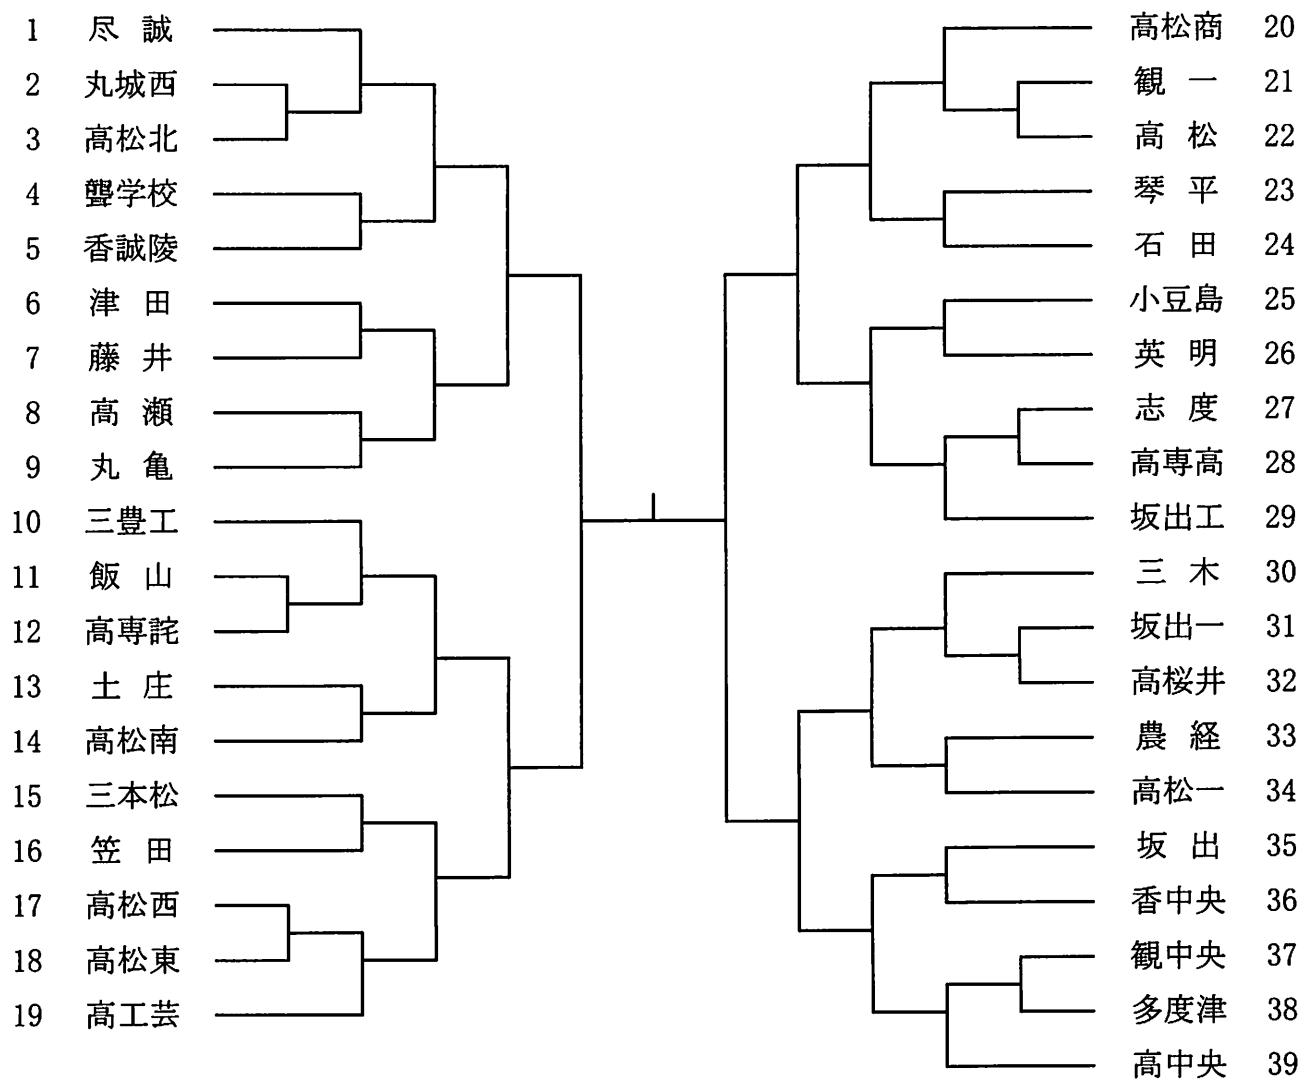 1 尽誠
2 丸城西
3 高松北
4 聾学校
5 香誠陵
6 津田
7 藤井
8 高瀬
9 丸亀
10 三豊工
11 飯山
12 高専詫
13 土庄
14 高松南
15 三本松
16 笠田
17 高松西
18 高松東
19 高工芸
高松商 20
観一 21
高松 22
琴平 23
石田 24
小豆島 25
英明 26
志度 27
高専高 28
坂出工 29
三木 30
坂出一 31
高桜井 32
農経 33
高松一 34
坂出 35
香中央 36
観中央 37
多度津 38
高中央 39